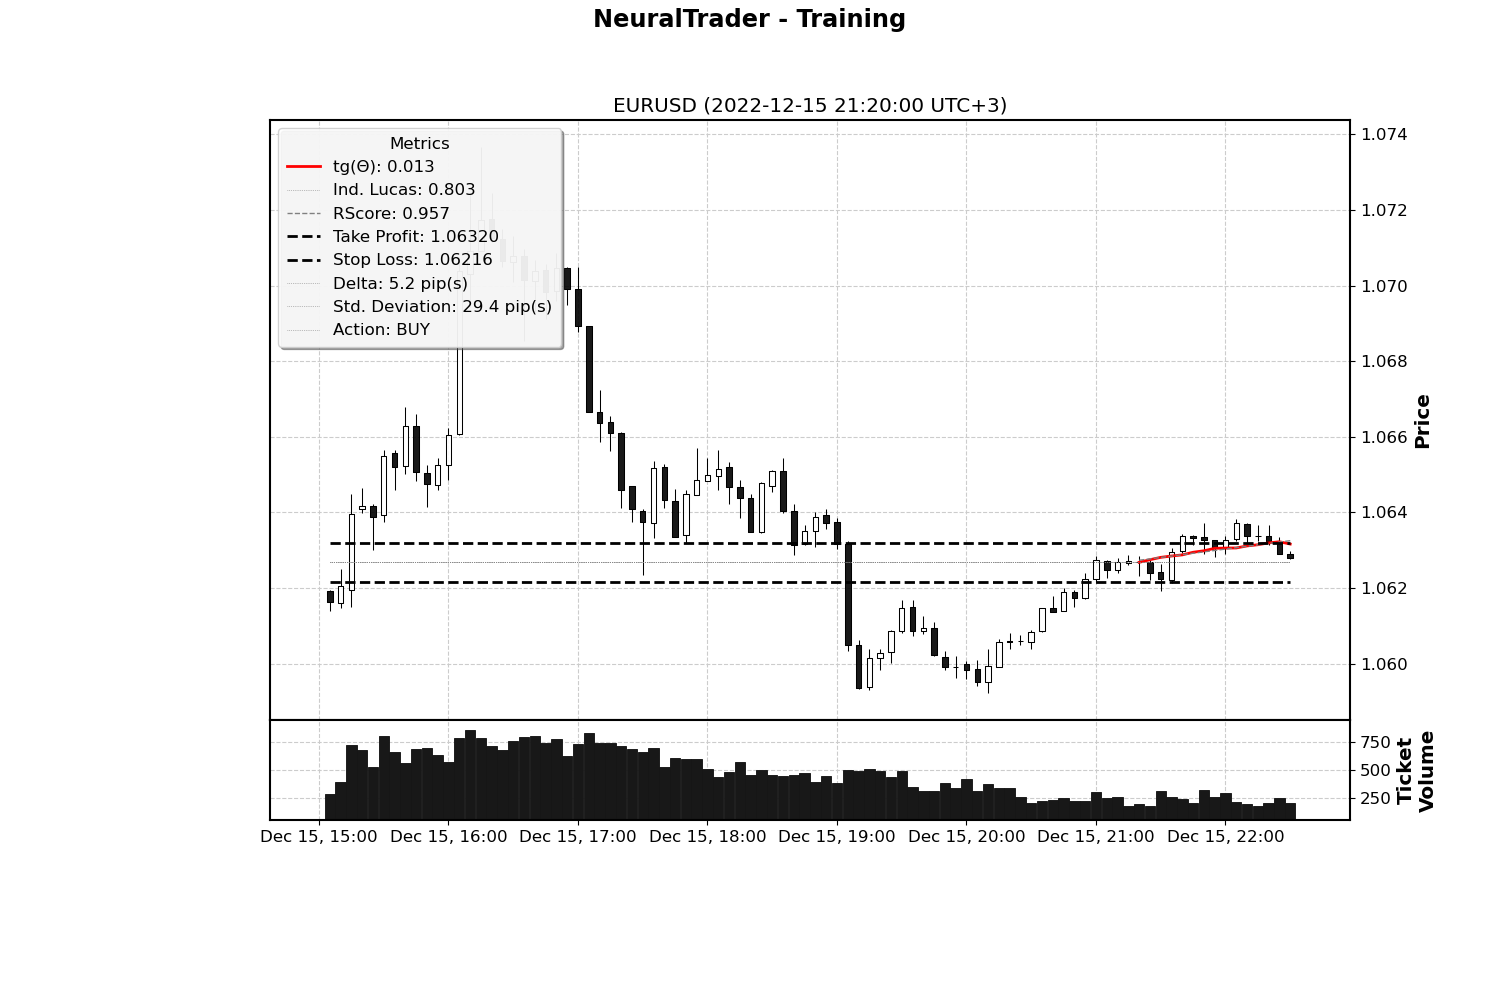 NeuralTrader - Training
EURUSD (2022-12-15 21:20:00 UTC+3)
Metrics
tg(Θ): 0.013
Ind. Lucas: 0.803
RScore: 0.957
Take Profit: 1.06320
Stop Loss: 1.06216
Delta: 5.2 pip(s)
Std. Deviation: 29.4 pip(s)
Action: BUY
1.074
1.072
1.070
1.068
1.066
1.064
1.062
1.060
Price
750
500
250
Ticket
Volume
Dec 15, 15:00 Dec 15, 16:00 Dec 15, 17:00 Dec 15, 18:00 Dec 15, 19:00 Dec 15, 20:00 Dec 15, 21:00 Dec 15, 22:00